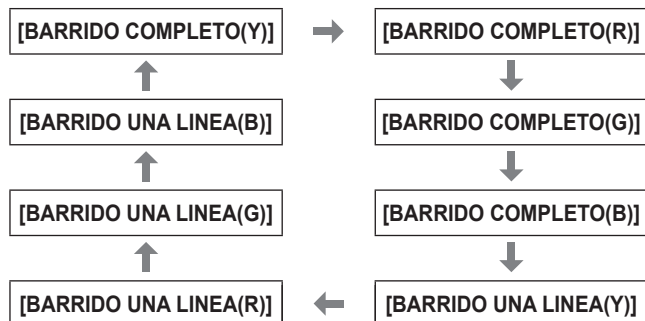 [BARRIDO COMPLETO(Y)]
[BARRIDO COMPLETO(R)]
[BARRIDO COMPLETO(G)]
[BARRIDO COMPLETO(B)]
[BARRIDO UNA LINEA(Y)]
[BARRIDO UNA LINEA(R)]
[BARRIDO UNA LINEA(G)]
[BARRIDO UNA LINEA(B)]